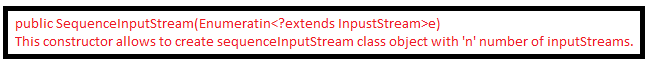 public SequenceInputStream(Enumeratin<?extends InpustStream>e)
This constructor allows to create sequenceInputStream class object with 'n' number of inputStreams.